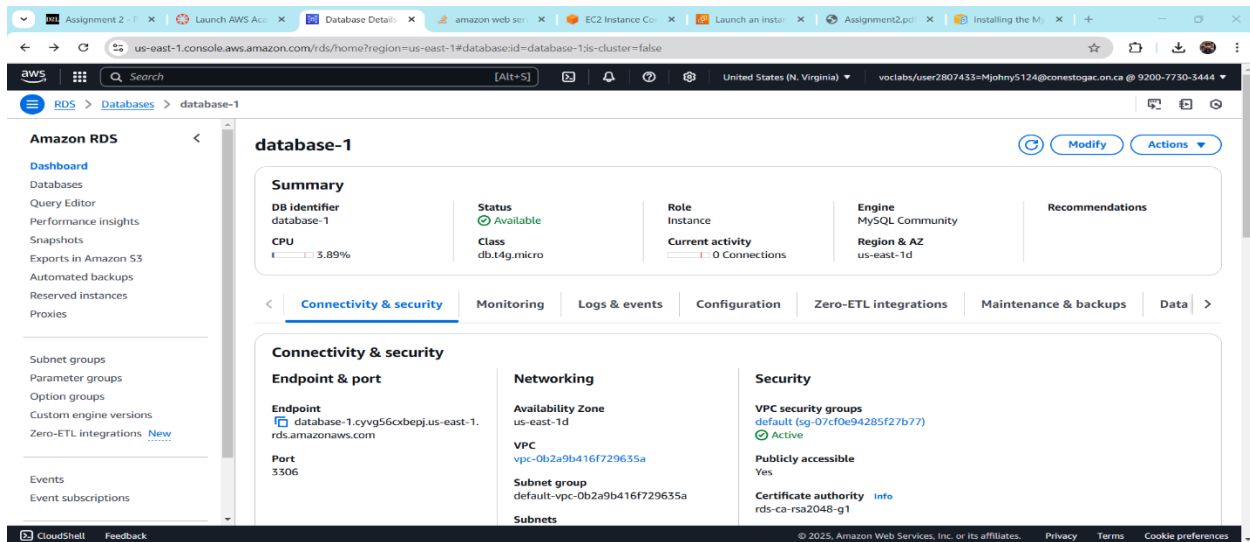 Assignment 2 - F
Launch AWS Aca
Database Details
amazon web serv
EC2 Instance Co
Launch an instan
Assignment2.pd
Installing the My
us-east-1.console.aws.amazon.com/rds/home?region=us-east-1#database:id=database-1;is-cluster=false
aws
Search
[Alt+S]
United States (N. Virginia)
voclabs/user2807433=Mjohny5124@conestogac.on.ca @ 9200-7730-3444
RDS > Databases > database-1
Amazon RDS
Dashboard
Databases
Query Editor
Performance insights
Snapshots
Exports in Amazon S3
Automated backups
Reserved instances
Proxies
Subnet groups
Parameter groups
Option groups
Custom engine versions
Zero-ETL integrations New
Events
Event subscriptions
database-1
Modify
Actions
Summary
DB identifier
database-1
Status
Available
Role
Instance
Engine
MySQL Community
Recommendations
CPU
3.89%
Class
db.t4g.micro
Current activity
0 Connections
Region & AZ
us-east-1d
Connectivity & security
Monitoring
Logs & events
Configuration
Zero-ETL integrations
Maintenance & backups
Data
Connectivity & security
Endpoint & port
Endpoint
database-1.cyvg56cxbepj.us-east-1.
rds.amazonaws.com
Port
3306
Networking
Availability Zone
us-east-1d
VPC
vpc-0b2a9b416f729635a
Subnet group
default-vpc-0b2a9b416f729635a
Subnets
Security
VPC security groups
default (sg-07cf0e94285f27b77)
Active
Publicly accessible
Yes
Certificate authority Info
rds-ca-rsa2048-g1
CloudShell
Feedback
© 2025, Amazon Web Services, Inc. or its affiliates.
Privacy
Terms
Cookie preferences